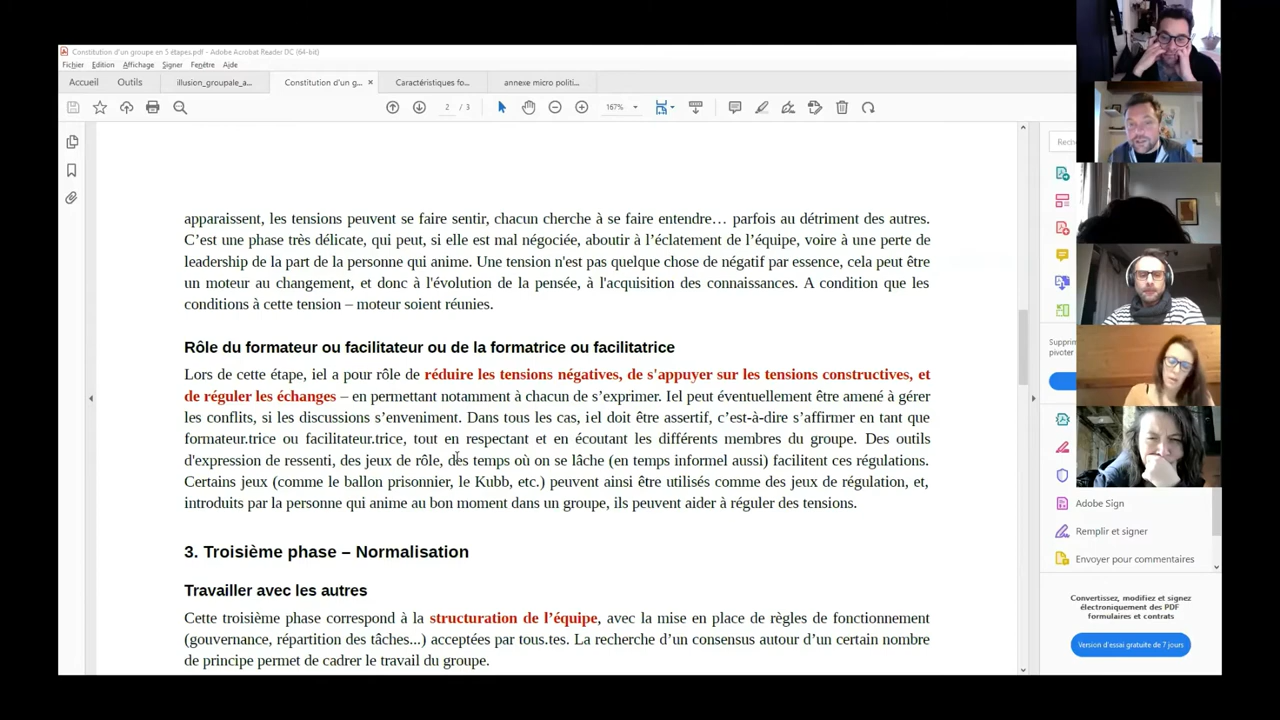 Constitution d'un groupe en 5 étapes.pdf - Adobe Acrobat Reader DC (64-bit)
Fichier Edition Affichage Signer Fenêtre Aide
Accueil Outils illusion_groupale_a... Constitution d'un g... × Caractéristiques fo... annexe micro politi...
2 / 3 167%
apparaissent, les tensions peuvent se faire sentir, chacun cherche à se faire entendre… parfois au détriment des autres.
C’est une phase très délicate, qui peut, si elle est mal négociée, aboutir à l’éclatement de l’équipe, voire à une perte de
leadership de la part de la personne qui anime. Une tension n'est pas quelque chose de négatif par essence, cela peut être
un moteur au changement, et donc à l'évolution de la pensée, à l'acquisition des connaissances. A condition que les
conditions à cette tension – moteur soient réunies.
Rôle du formateur ou facilitateur ou de la formatrice ou facilitatrice
Lors de cette étape, iel a pour rôle de réduire les tensions négatives, de s'appuyer sur les tensions constructives, et
de réguler les échanges – en permettant notamment à chacun de s’exprimer. Iel peut éventuellement être amené à gérer
les conflits, si les discussions s’enveniment. Dans tous les cas, iel doit être assertif, c’est-à-dire s’affirmer en tant que
formateur.trice ou facilitateur.trice, tout en respectant et en écoutant les différents membres du groupe. Des outils
d'expression de ressenti, des jeux de rôle, des temps où on se lâche (en temps informel aussi) facilitent ces régulations.
Certains jeux (comme le ballon prisonnier, le Kubb, etc.) peuvent ainsi être utilisés comme des jeux de régulation, et,
introduits par la personne qui anime au bon moment dans un groupe, ils peuvent aider à réguler des tensions.
3. Troisième phase – Normalisation
Travailler avec les autres
Cette troisième phase correspond à la structuration de l’équipe, avec la mise en place de règles de fonctionnement
(gouvernance, répartition des tâches...) acceptées par tous.tes. La recherche d’un consensus autour d’un certain nombre
de principe permet de cadrer le travail du groupe.
Rech
Supprim
pivoter
Adobe Sign
Remplir et signer
Envoyer pour commentaires
Convertissez, modifiez et signez
électroniquement des PDF
formulaires et contrats
Version d'essai gratuite de 7 jours